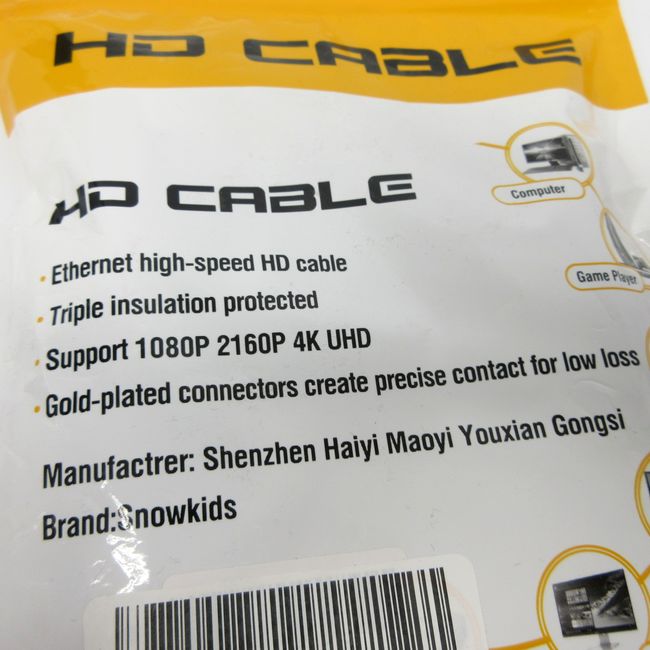 HD CABLE
HD CABLE
Computer
Game Player
· Ethernet high-speed HD cable
· Triple insulation protected
· Support 1080P 2160P 4K UHD
· Gold-plated connectors create precise contact for low loss
Manufactrer: Shenzhen Haiyi Maoyi Youxian Gongsi
Brand:Snowkids